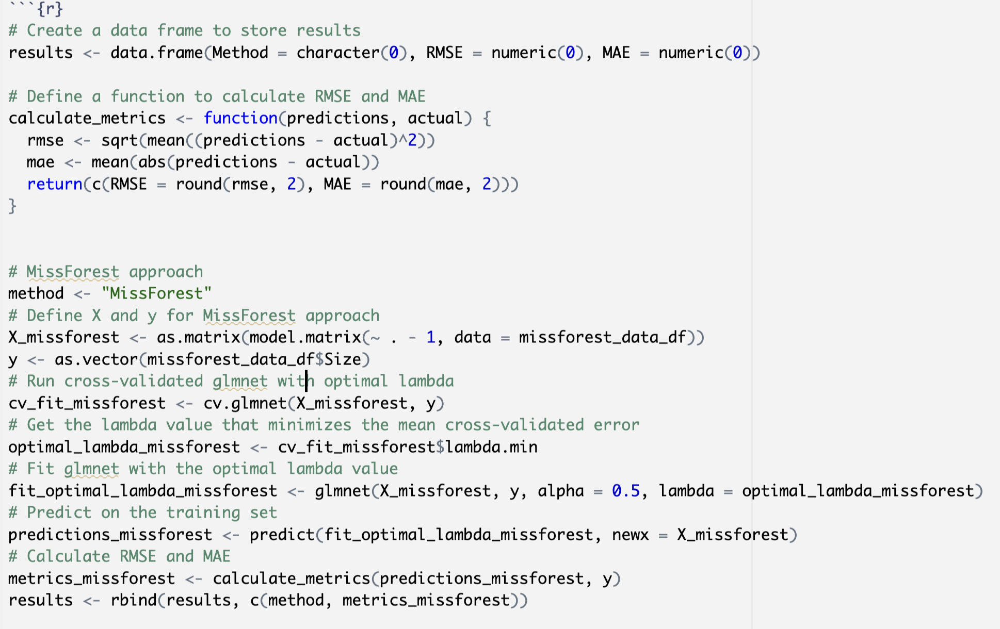 ```{r}
# Create a data frame to store results
results <- data.frame(Method = character(0), RMSE = numeric(0), MAE = numeric(0))
# Define a function to calculate RMSE and MAE
calculate_metrics <- function(predictions, actual) {
  rmse <- sqrt(mean((predictions - actual)^2))
  mae <- mean(abs(predictions - actual))
  return(c(RMSE = round(rmse, 2), MAE = round(mae, 2)))
}
# MissForest approach
method <- "MissForest"
# Define X and y for MissForest approach
X_missforest <- as.matrix(model.matrix(~ . - 1, data = missforest_data_df))
y <- as.vector(missforest_data_df$Size)
# Run cross-validated glmnet with optimal lambda
cv_fit_missforest <- cv.glmnet(X_missforest, y)
# Get the lambda value that minimizes the mean cross-validated error
optimal_lambda_missforest <- cv_fit_missforest$lambda.min
# Fit glmnet with the optimal lambda value
fit_optimal_lambda_missforest <- glmnet(X_missforest, y, alpha = 0.5, lambda = optimal_lambda_missforest)
# Predict on the training set
predictions_missforest <- predict(fit_optimal_lambda_missforest, newx = X_missforest)
# Calculate RMSE and MAE
metrics_missforest <- calculate_metrics(predictions_missforest, y)
results <- rbind(results, c(method, metrics_missforest))